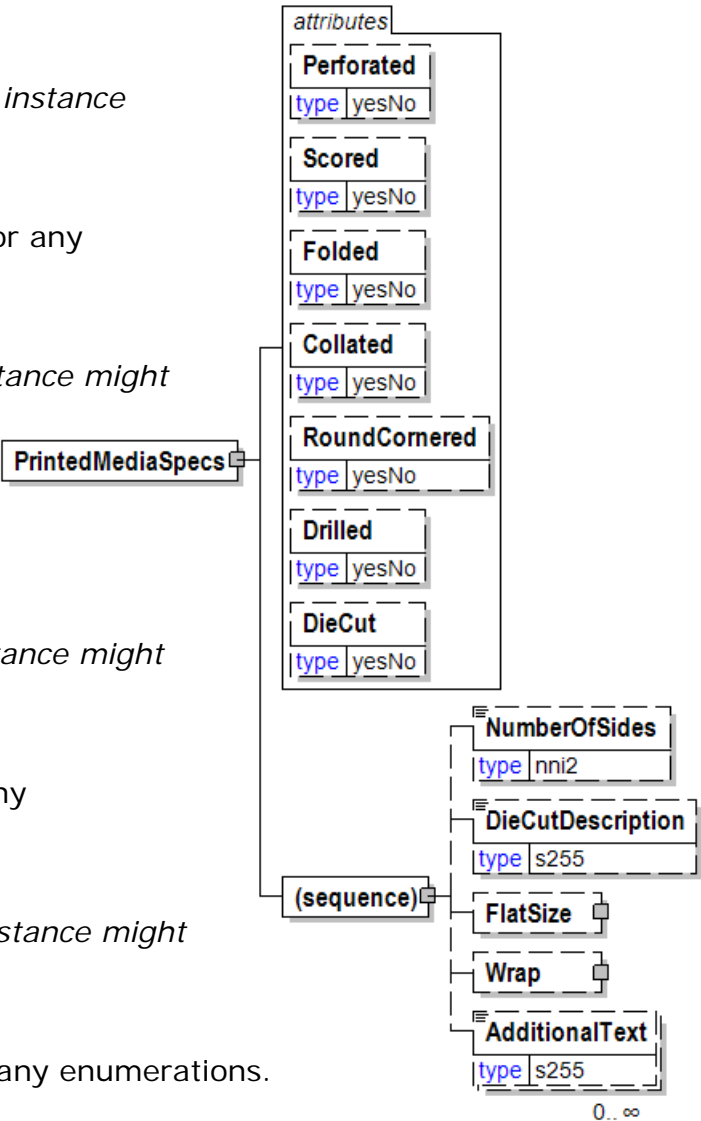 instance
or any
tance might
tance might
ny
stance might
any enumerations.
PrintedMediaSpecs
attributes
Perforated
type yesNo
Scored
type yesNo
Folded
type yesNo
Collated
type yesNo
RoundCornered
type yesNo
Drilled
type yesNo
DieCut
type yesNo
(sequence)
NumberOfSides
type nni2
DieCutDescription
type s255
FlatSize
Wrap
AdditionalText
type s255
0.. ∞